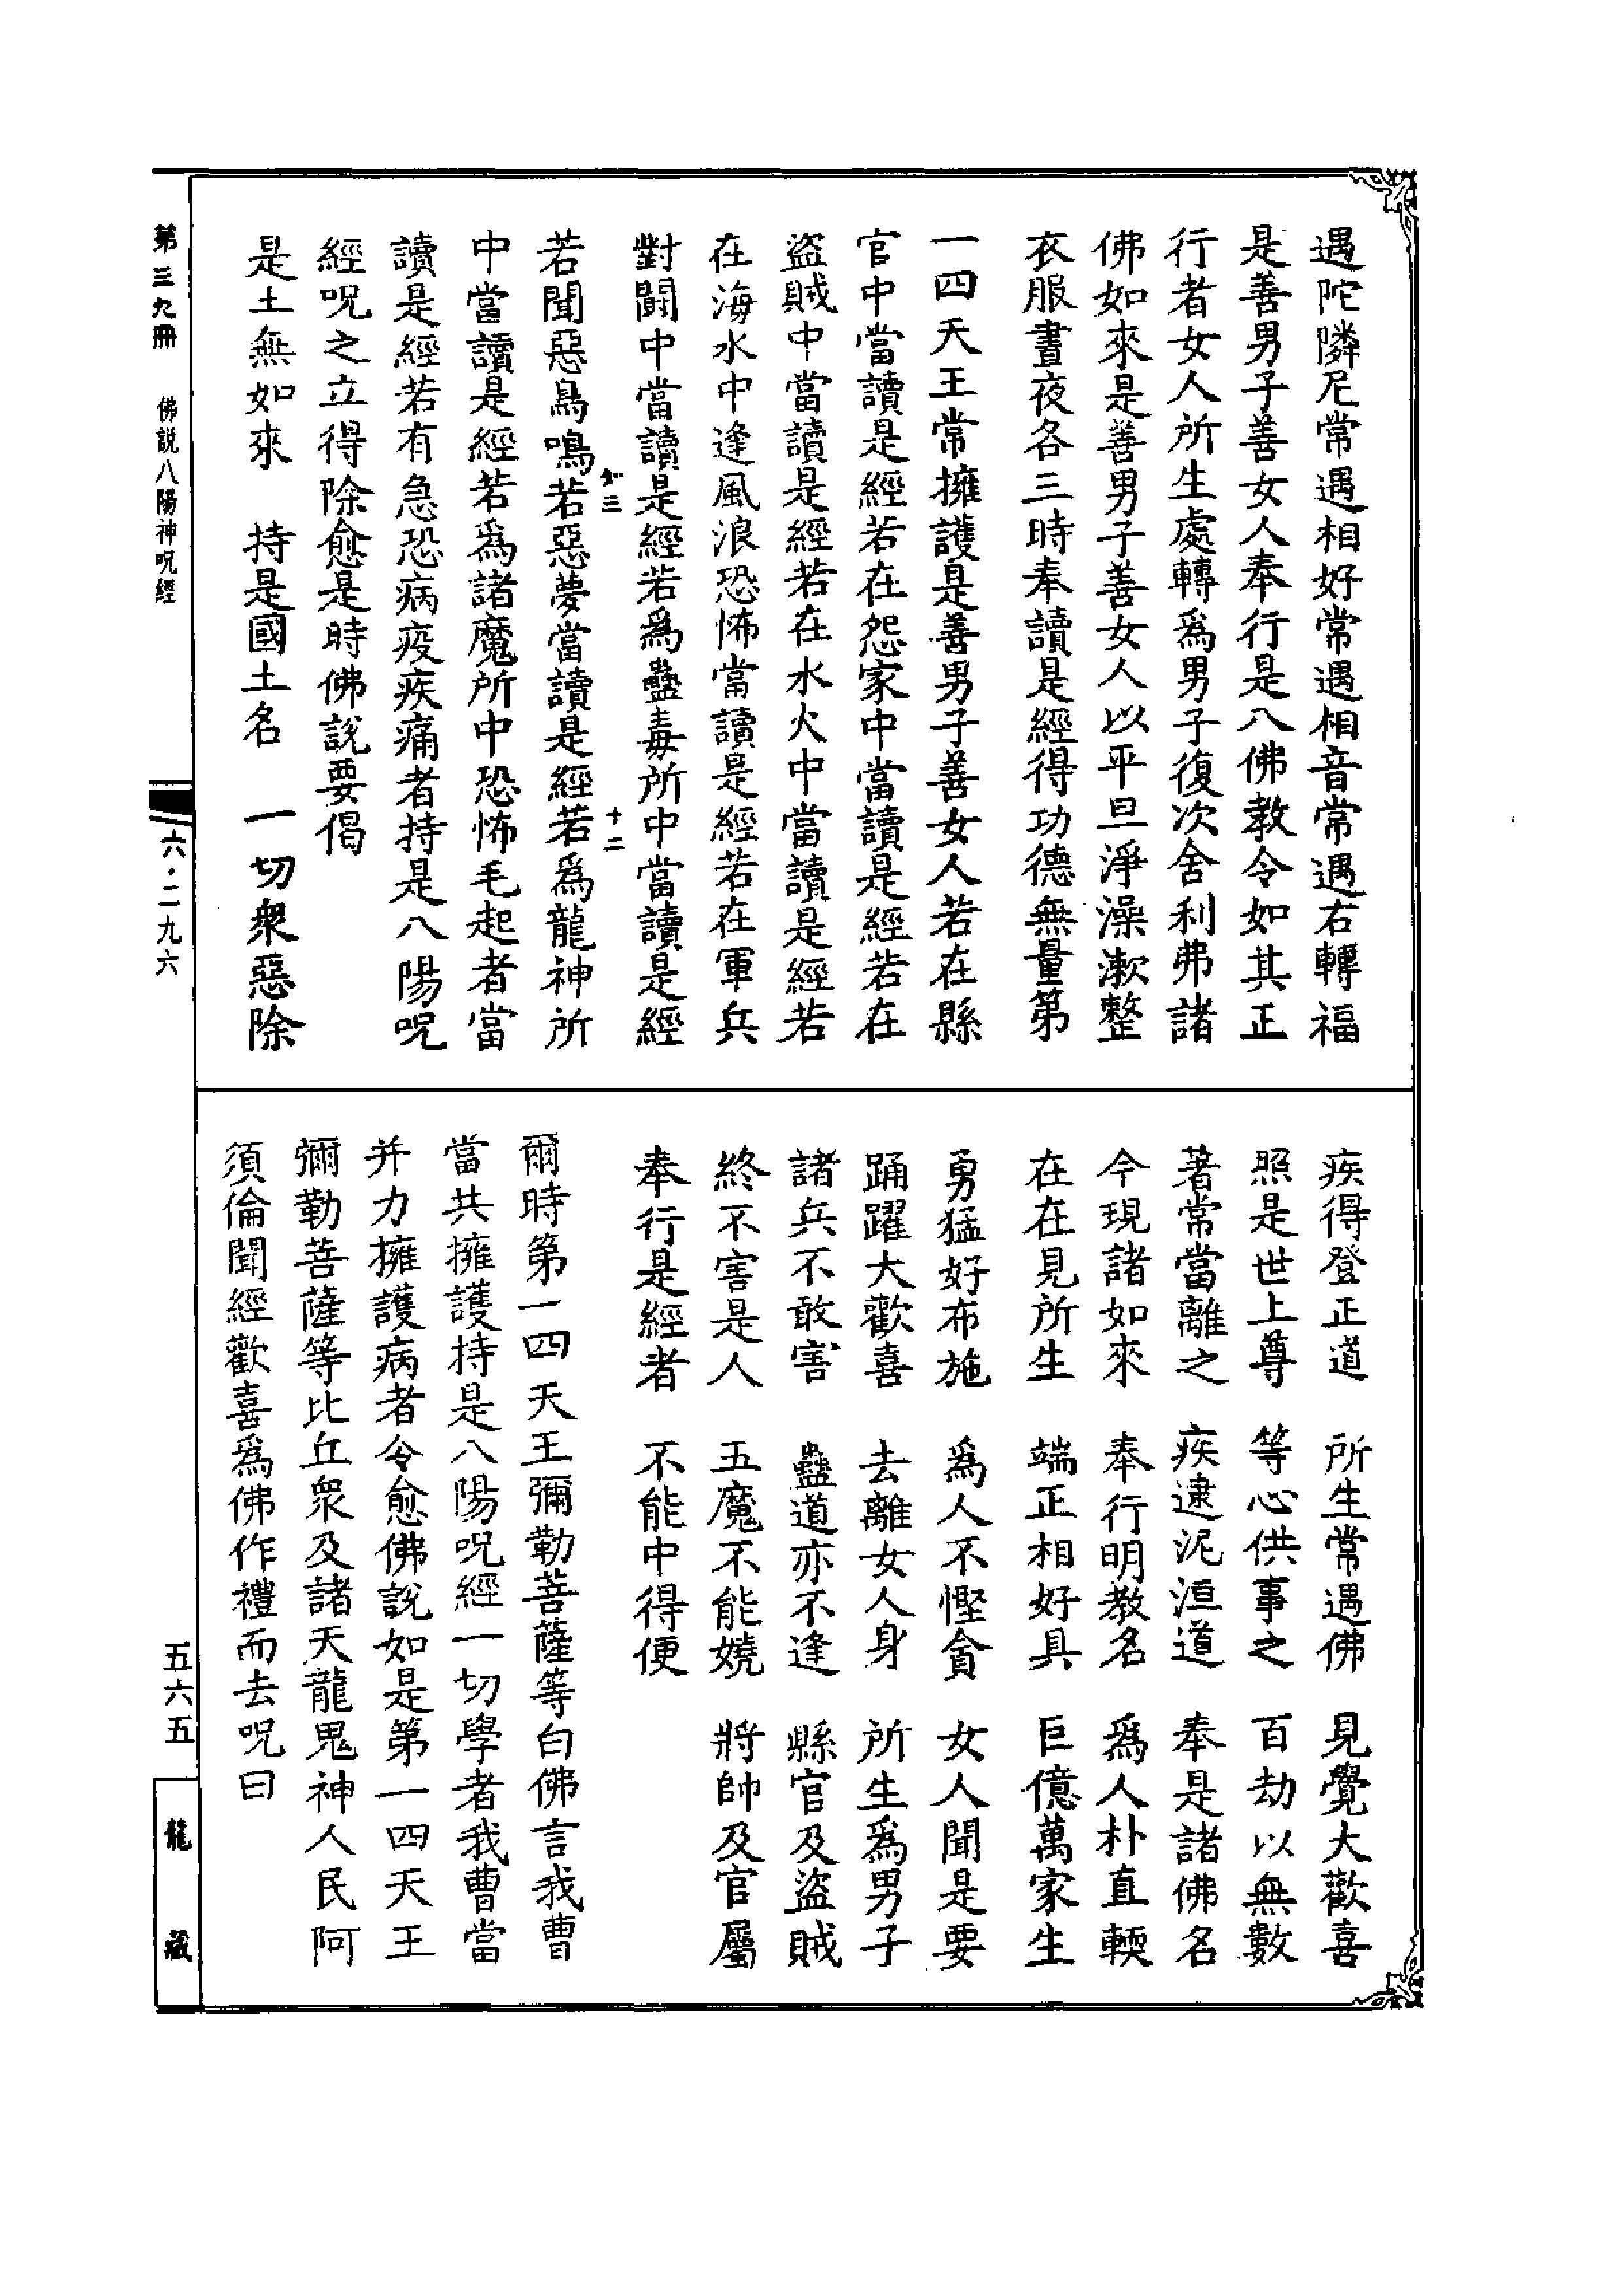 遇陀隣尼常遇相好常遇相音常遇右轉福
是善男子善女人奉行是八佛教令如其正
行者女人所生處轉爲男子復次舍利弗諸
佛如來是善男子善女人以平旦淨澡漱整
衣服晝夜各三時奉讀是經得功德無量第
一四天王常擁護是善男子善女人若在縣
官中當讀是經若在怨家中當讀是經若在
盜賊中當讀是經若在水火中當讀是經若
在海水中逢風浪恐怖當讀是經若在軍兵
對鬭中當讀是經若爲蠱毒所中當讀是經
三 十二
若聞惡鳥鳴若惡夢當讀是經若爲龍神所
中當讀是經若爲諸魔所中恐怖毛起者當
讀是經若有急恐病疫疾痛者持是八陽呪
經呪之立得除愈是時佛說要偈
是土無如來 持是國土名 一切衆惡除
疾得登正道 所生常遇佛 見覺大歡喜
照是世上尊 等心供事之 百劫以無數
著常當離之 疾逮泥洹道 奉是諸佛名
今現諸如來 奉行明教名 爲人朴直輭
在在見所生 端正相好具 巨億萬家生
勇猛好布施 爲人不慳貪 女人聞是要
踊躍大歡喜 去離女人身 所生爲男子
諸兵不敢害 蠱道亦不逢 縣官及盜賊
終不害是人 五魔不能嬈 將帥及官屬
奉行是經者 不能中得便
爾時第一四天王彌勒菩薩等白佛言我曹
當共擁護持是八陽呪經一切學者我曹當
并力擁護病者令愈佛說如是第一四天王
彌勒菩薩等比丘衆及諸天龍鬼神人民阿
須倫聞經歡喜爲佛作禮而去呪曰
第三九冊 佛説八陽神呪經
六·二九六
五六五
龍藏